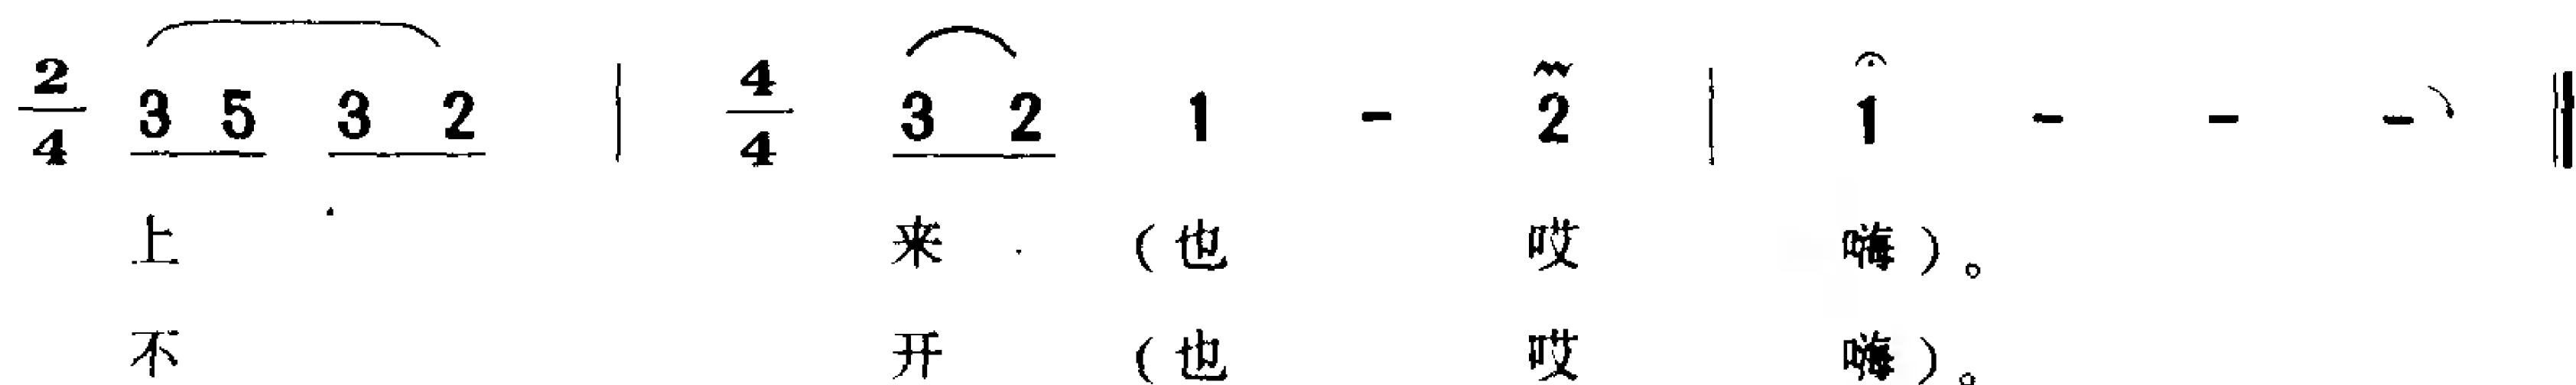 2/4 3 5 3 2 | 4/4 3 2 1 - 2 | 1 - - - ‖
上 来 (也 哎 嗨)。
不 开 (也 哎 嗨)。